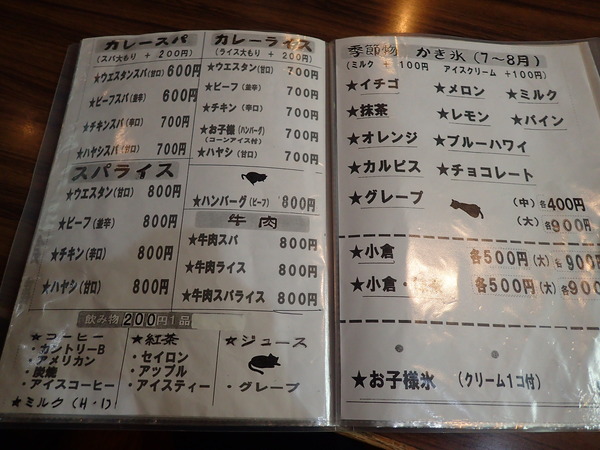 カレースパ
(スパ大もり + 200円)
★ウエスタンスパ(甘口) 600円
★ビーフスパ(並辛) 600円
★チキンスパ(辛口) 700円
★ハヤシスパ(甘口) 700円
スパライス
★ウエスタン(甘口) 800円
★ビーフ(並辛) 800円
★チキン(辛口) 800円
★ハヤシ(甘口) 800円
カレーライス
(ライス大もり + 200円)
★ウエスタン(甘口) 700円
★ビーフ(並辛) 700円
★チキン(辛口) 700円
★お子様(ハンバーグ) 700円
(コーンアイス付)
★ハヤシ(甘口) 700円
★ハンバーグ(ビーフ) 800円
牛肉
★牛肉スパ 800円
★牛肉ライス 800円
★牛肉スパライス 800円
飲み物200円1品
★コーヒー
・カントリーB
・アメリカン
・炭焼
・アイスコーヒー
★ミルク(H・I)
★紅茶
・セイロン
・アップル
・アイスティー
★ジュース
・グレープ
季節物 かき氷(7~8月)
(ミルク + 100円 アイスクリーム +100円)
★イチゴ ★メロン ★ミルク
★抹茶 ★レモン ★パイン
★オレンジ ★ブルーハワイ
★カルピス ★チョコレート
★グレープ (中)各400円
(大)各900円
★小倉 各500円(大)各900円
★小倉・ 各500円(大)各900円
★お子様氷 (クリーム1コ付)